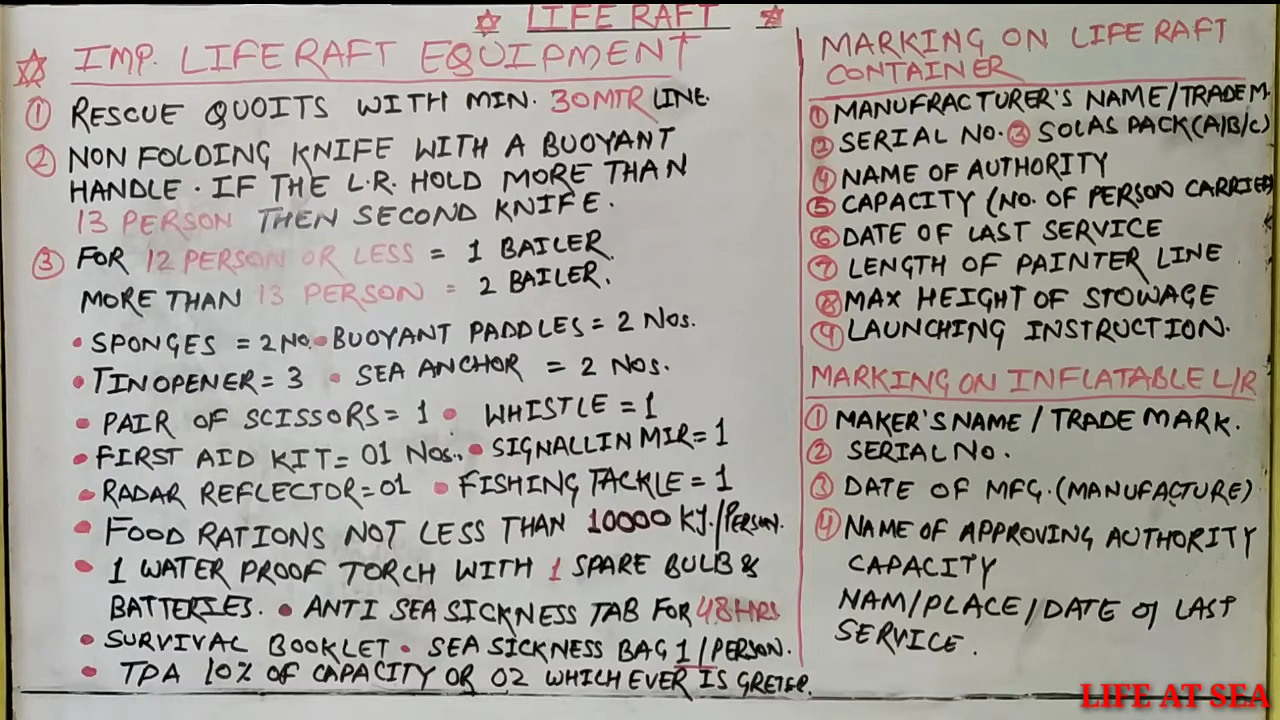 LIFE RAFT
IMP. LIFE RAFT EQUIPMENT
① RESCUE QUOITS WITH MIN. 30 MTR LINE.
② NON FOLDING KNIFE WITH A BUOYANT
HANDLE. IF THE L.R. HOLD MORE THAN
13 PERSON THEN SECOND KNIFE.
③ FOR 12 PERSON OR LESS = 1 BAILER.
MORE THAN 13 PERSON = 2 BAILER.
• SPONGES = 2 NO. • BUOYANT PADDLES = 2 NOS.
• TINOPENER = 3 • SEA ANCHOR = 2 NOS.
• PAIR OF SCISSORS = 1 • WHISTLE = 1
• FIRST AID KIT = 01 NOS. • SIGNALLIN MIR = 1
• RADAR REFLECTOR = 01 • FISHING TACKLE = 1
• FOOD RATIONS NOT LESS THAN 10000 KJ./PERSON.
• 1 WATER PROOF TORCH WITH 1 SPARE BULB &
BATTERIES. • ANTI SEA SICKNESS TAB FOR 48 HRS
• SURVIVAL BOOKLET • SEA SICKNESS BAG 1/PERSON.
• TPA 10% OF CAPACITY OR 02 WHICH EVER IS GRETER.
MARKING ON LIFE RAFT
CONTAINER
① MANUFRACTURER'S NAME/TRADE M.
② SERIAL NO. ③ SOLAS PACK (A/B/C)
④ NAME OF AUTHORITY
⑤ CAPACITY (NO. OF PERSON CARRIED)
⑥ DATE OF LAST SERVICE
⑦ LENGTH OF PAINTER LINE
⑧ MAX HEIGHT OF STOWAGE
⑨ LAUNCHING INSTRUCTION.
MARKING ON INFLATABLE L/R
① MAKER'S NAME / TRADE MARK.
② SERIAL NO.
③ DATE OF MFG. (MANUFACTURE)
④ NAME OF APPROVING AUTHORITY
CAPACITY
NAM/PLACE/DATE of LAST
SERVICE.
LIFE AT SEA